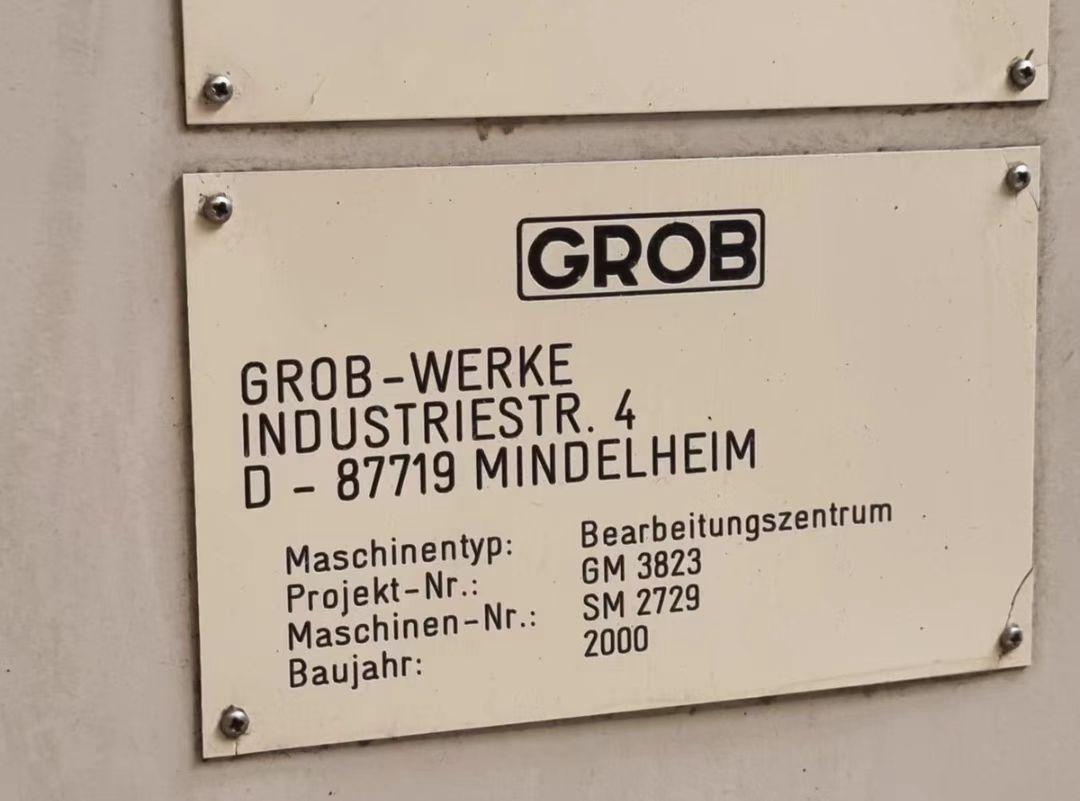 GROB
GROB-WERKE
INDUSTRIESTR. 4
D - 87719 MINDELHEIM
Maschinentyp: Bearbeitungszentrum
Projekt-Nr.: GM 3823
Maschinen-Nr.: SM 2729
Baujahr: 2000